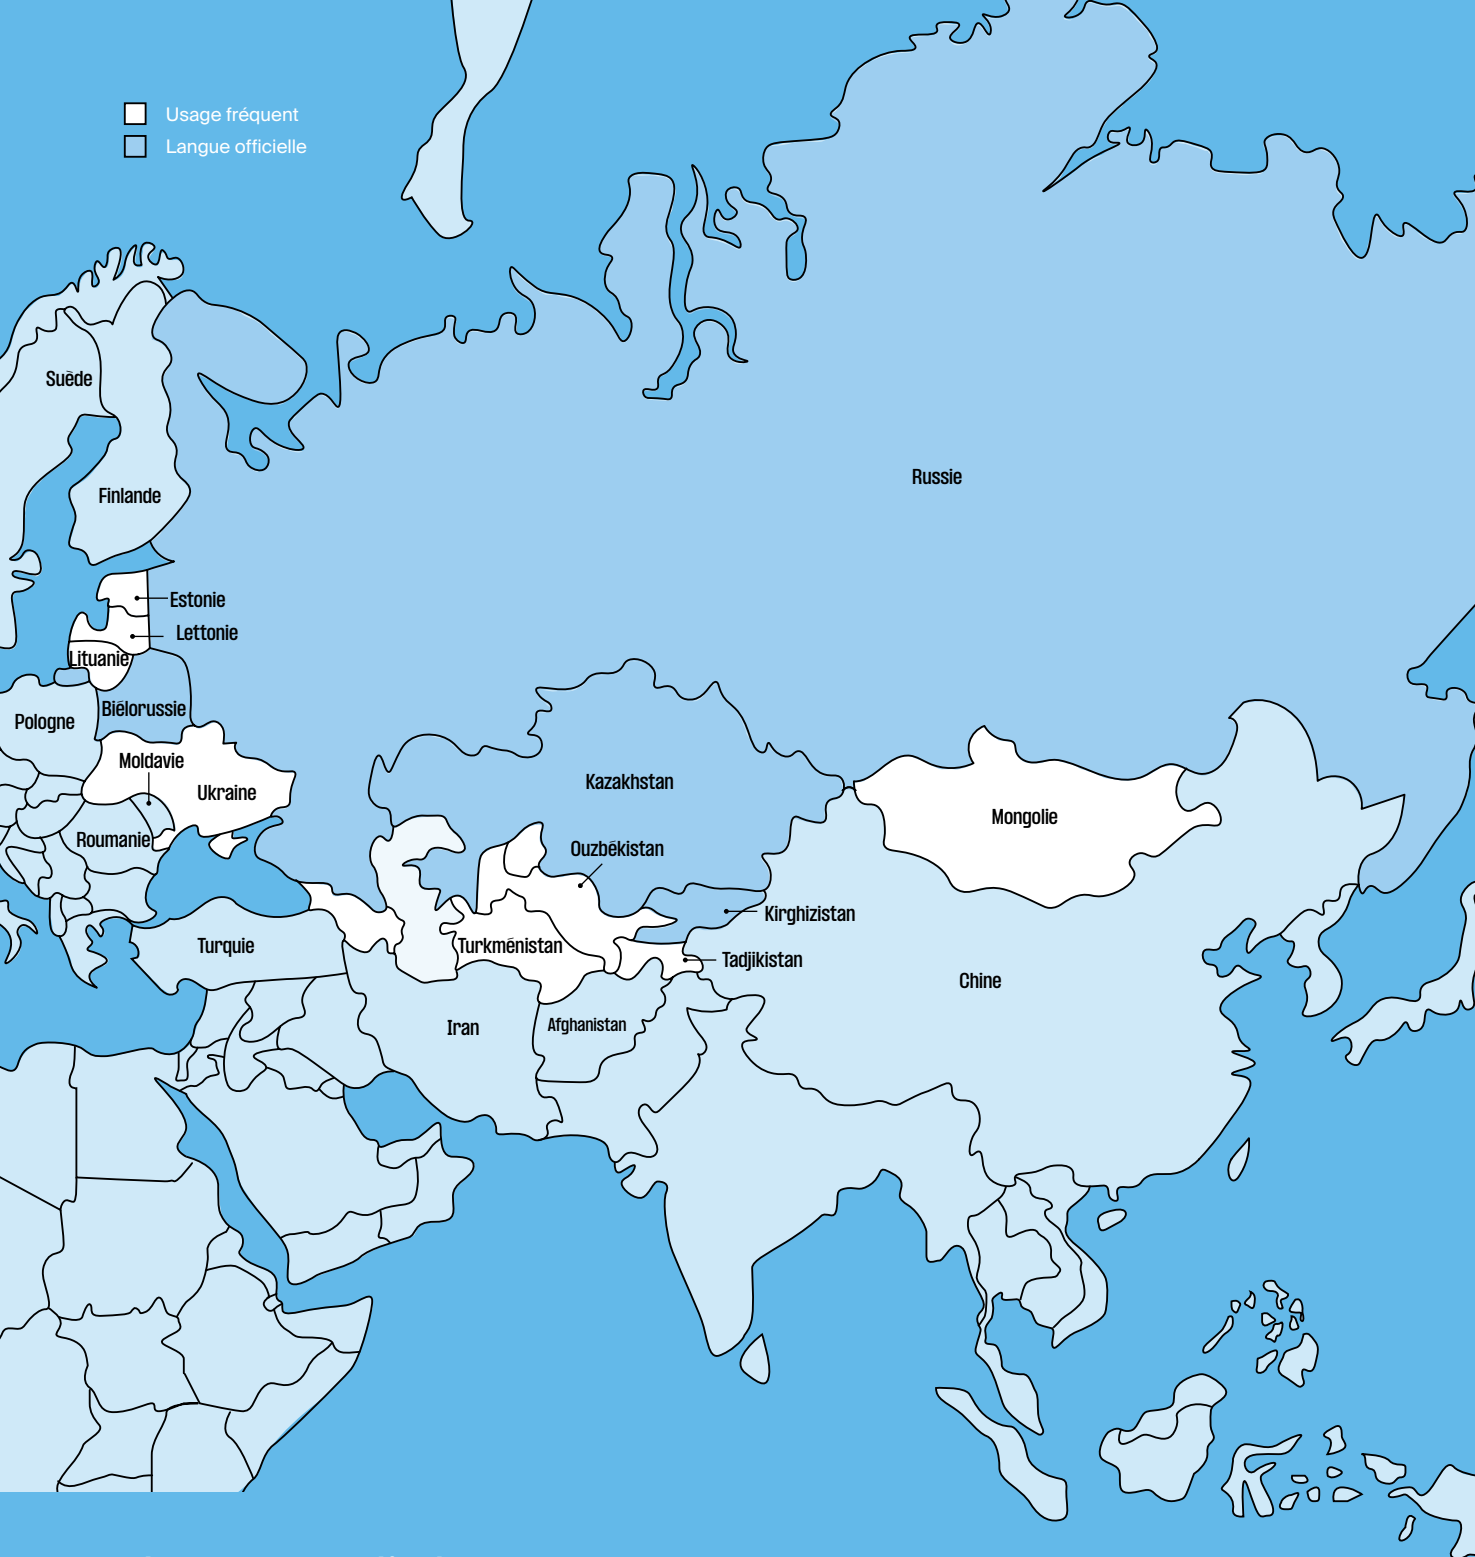 Usage fréquent
Langue officielle
Suède
Russie
Finlande
Estonie
Lettonie
Lituanie
Biélorussie
Pologne
Moldavie
Kazakhstan
Ukraine
Mongolie
Roumanie
Ouzbékistan
Kirghizistan
Turquie
Turkménistan
Tadjikistan
Chine
Iran
Afghanistan